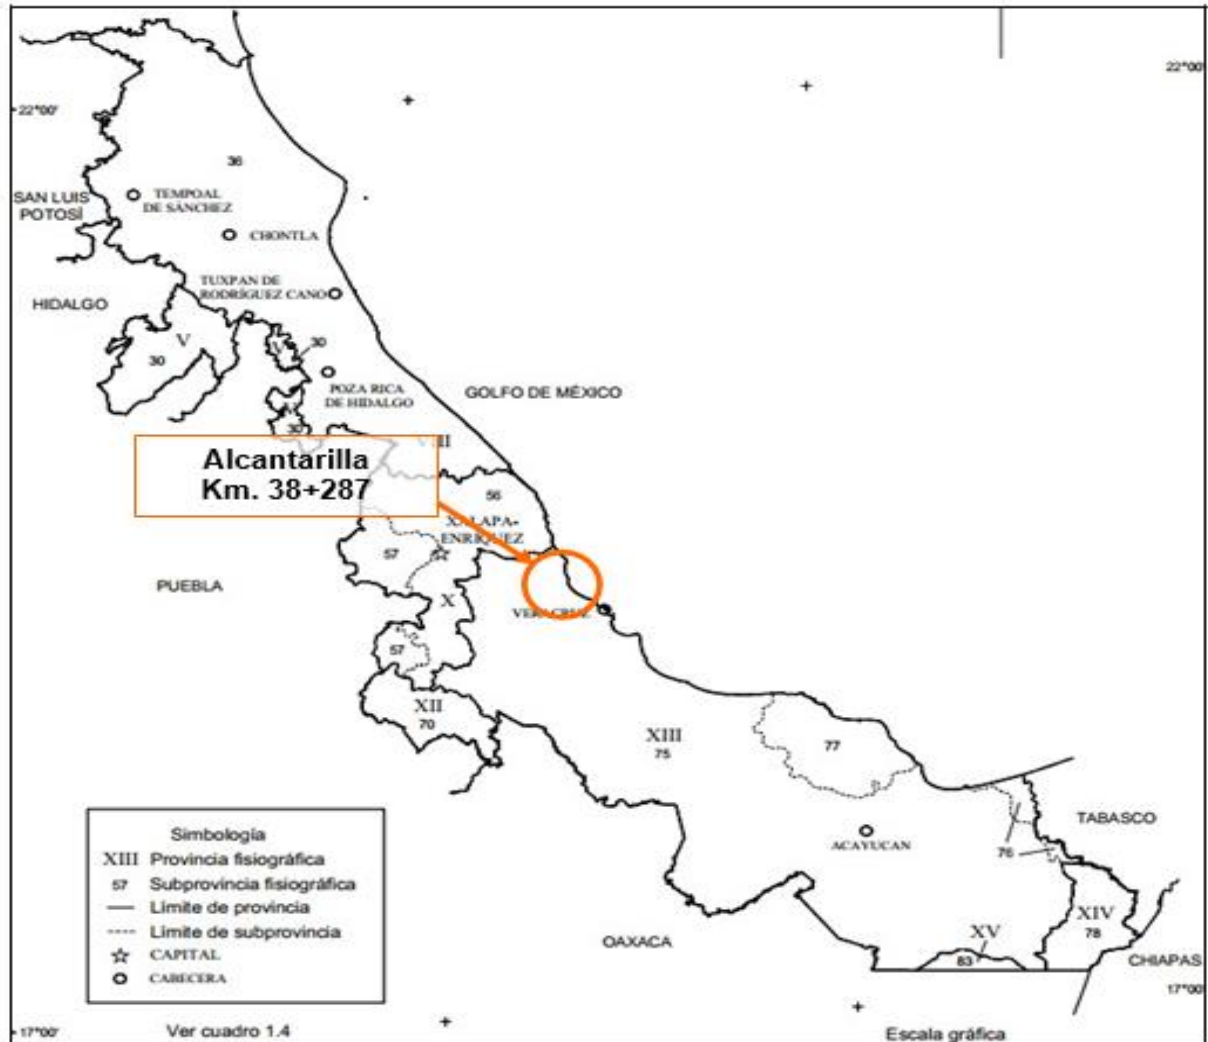 22°00'
22°00'
36
SAN LUIS
POTOSÍ
TEMPOAL
DE SÁNCHEZ
CHONTLA
TUXPAN DE
RODRÍGUEZ CANO
HIDALGO
V
30
V
30
POZA RICA
DE HIDALGO
GOLFO DE MÉXICO
30
VIII
Alcantarilla
Km. 38+287
56
XALAPA-
ENRÍQUEZ
57
PUEBLA
X
VERACRUZ
57
XII
70
XIII
75
77
TABASCO
ACAYUCAN
76
XIV
78
XV
83
OAXACA
CHIAPAS
Simbología
XIII Provincia fisiográfica
57 Subprovincia fisiográfica
Límite de provincia
Límite de subprovincia
CAPITAL
CABECERA
17°00'
17°00'
Ver cuadro 1.4
Escala gráfica